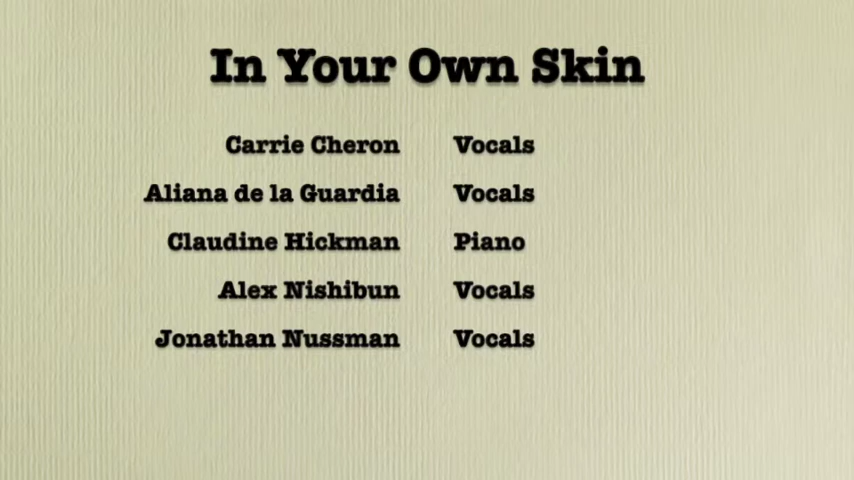 In Your Own Skin
Carrie Cheron Vocals
Aliana de la Guardia Vocals
Claudine Hickman Piano
Alex Nishibun Vocals
Jonathan Nussman Vocals